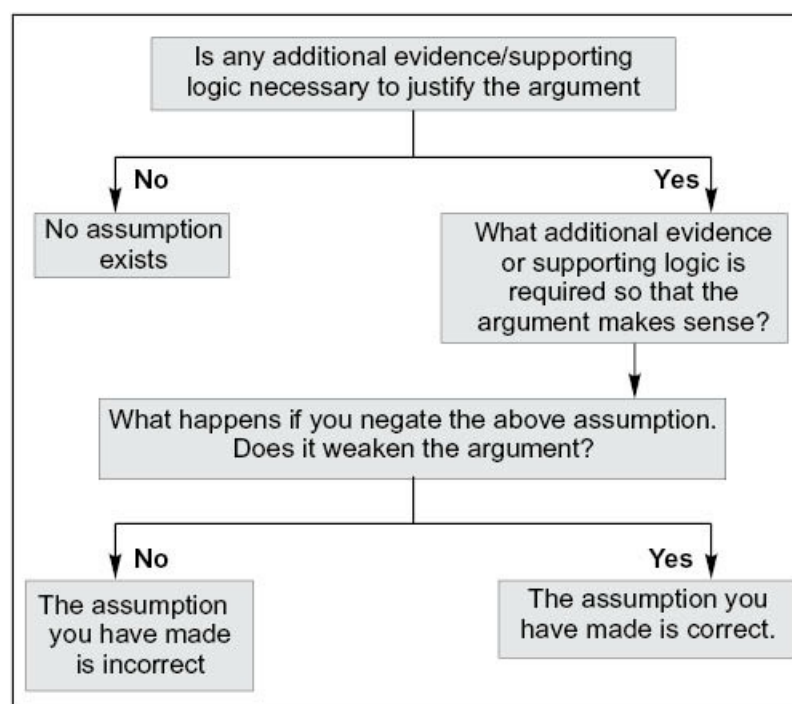 Is any additional evidence/supporting
logic necessary to justify the argument
No
Yes
No assumption
exists
What additional evidence
or supporting logic is
required so that the
argument makes sense?
What happens if you negate the above assumption.
Does it weaken the argument?
No
Yes
The assumption
you have made
is incorrect
The assumption you
have made is correct.